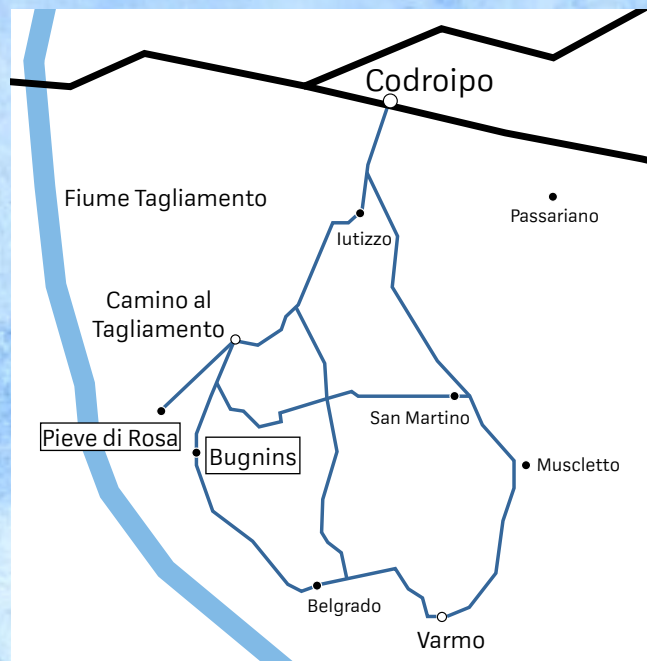 Codroipo
Fiume Tagliamento
Passariano
Iutizzo
Camino al
Tagliamento
San Martino
Pieve di Rosa
Bugnins
Muscletto
Belgrado
Varmo